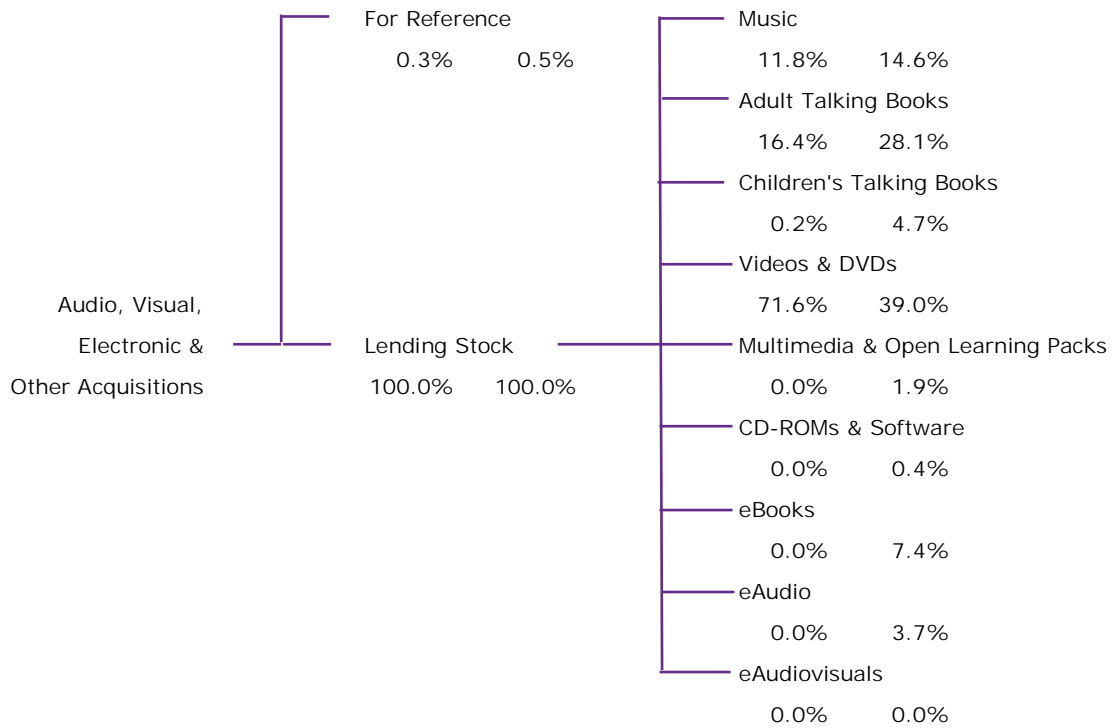 For Reference
0.3% 0.5%
Audio, Visual,
Electronic &
Other Acquisitions
Lending Stock
100.0% 100.0%
Music
11.8% 14.6%
Adult Talking Books
16.4% 28.1%
Children's Talking Books
0.2% 4.7%
Videos & DVDs
71.6% 39.0%
Multimedia & Open Learning Packs
0.0% 1.9%
CD-ROMs & Software
0.0% 0.4%
eBooks
0.0% 7.4%
eAudio
0.0% 3.7%
eAudiovisuals
0.0% 0.0%